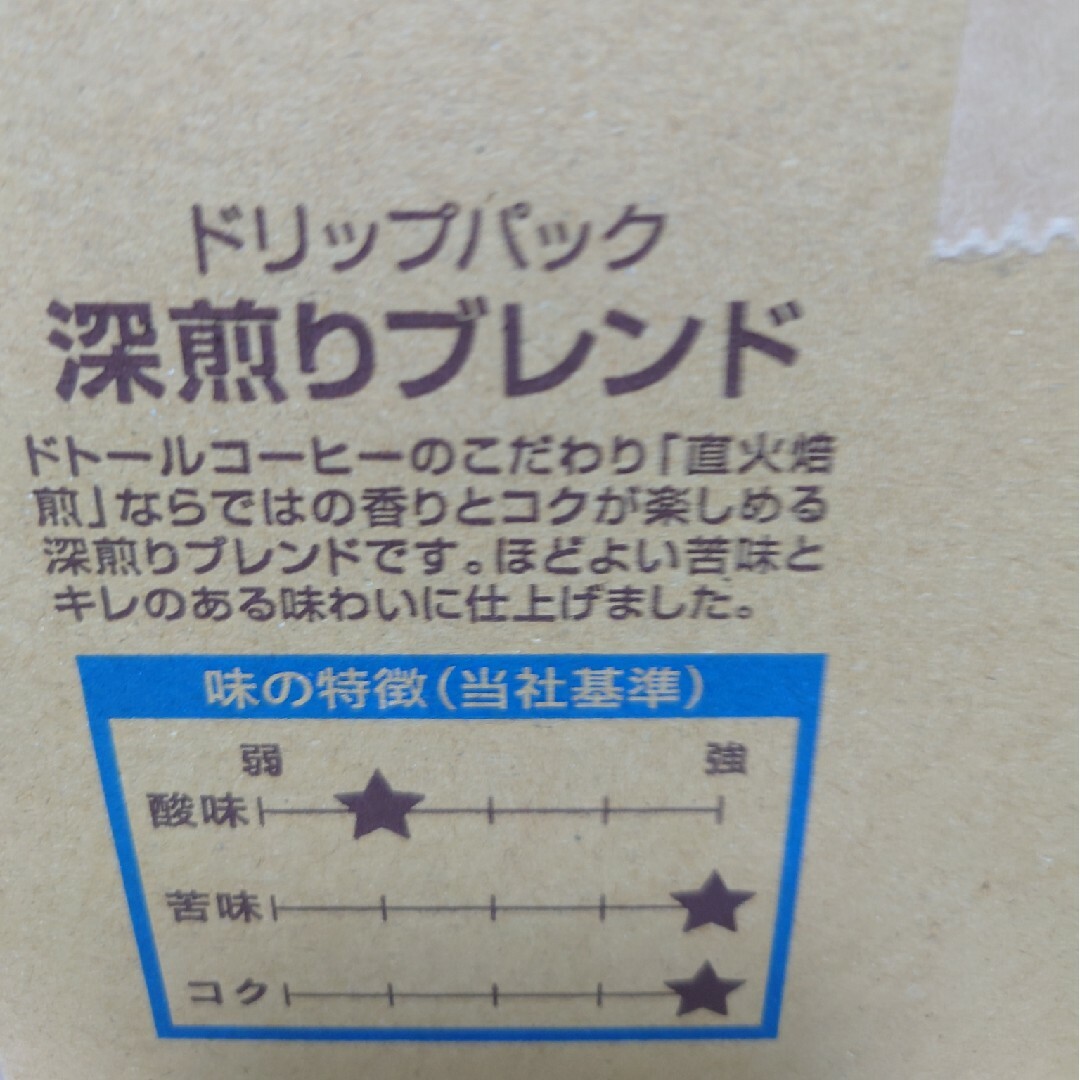 ドリップパック
深煎りブレンド
ドトールコーヒーのこだわり「直火焙
煎」ならではの香りとコクが楽しめる
深煎りブレンドです。ほどよい苦味と
キレのある味わいに仕上げました。
味の特徴(当社基準)
弱 強
酸味
苦味
コク